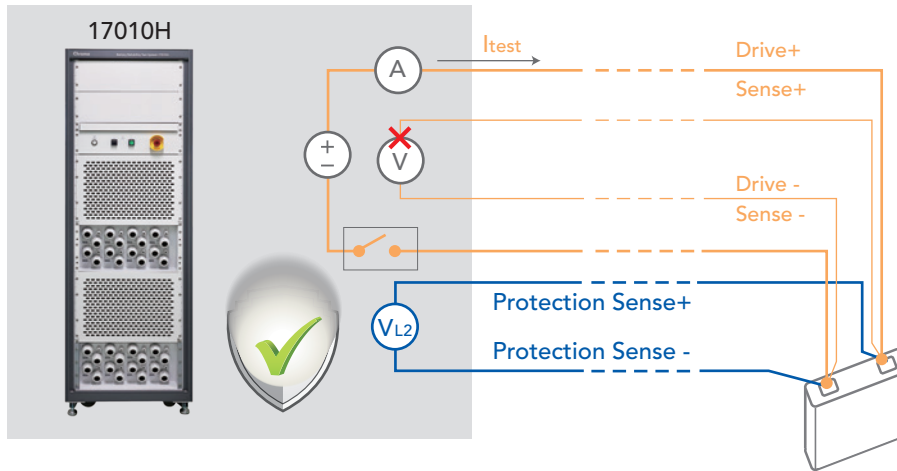 17010H
A
Itest
Drive+
Sense+
+
−
V
Drive -
Sense -
VL2
Protection Sense+
Protection Sense -